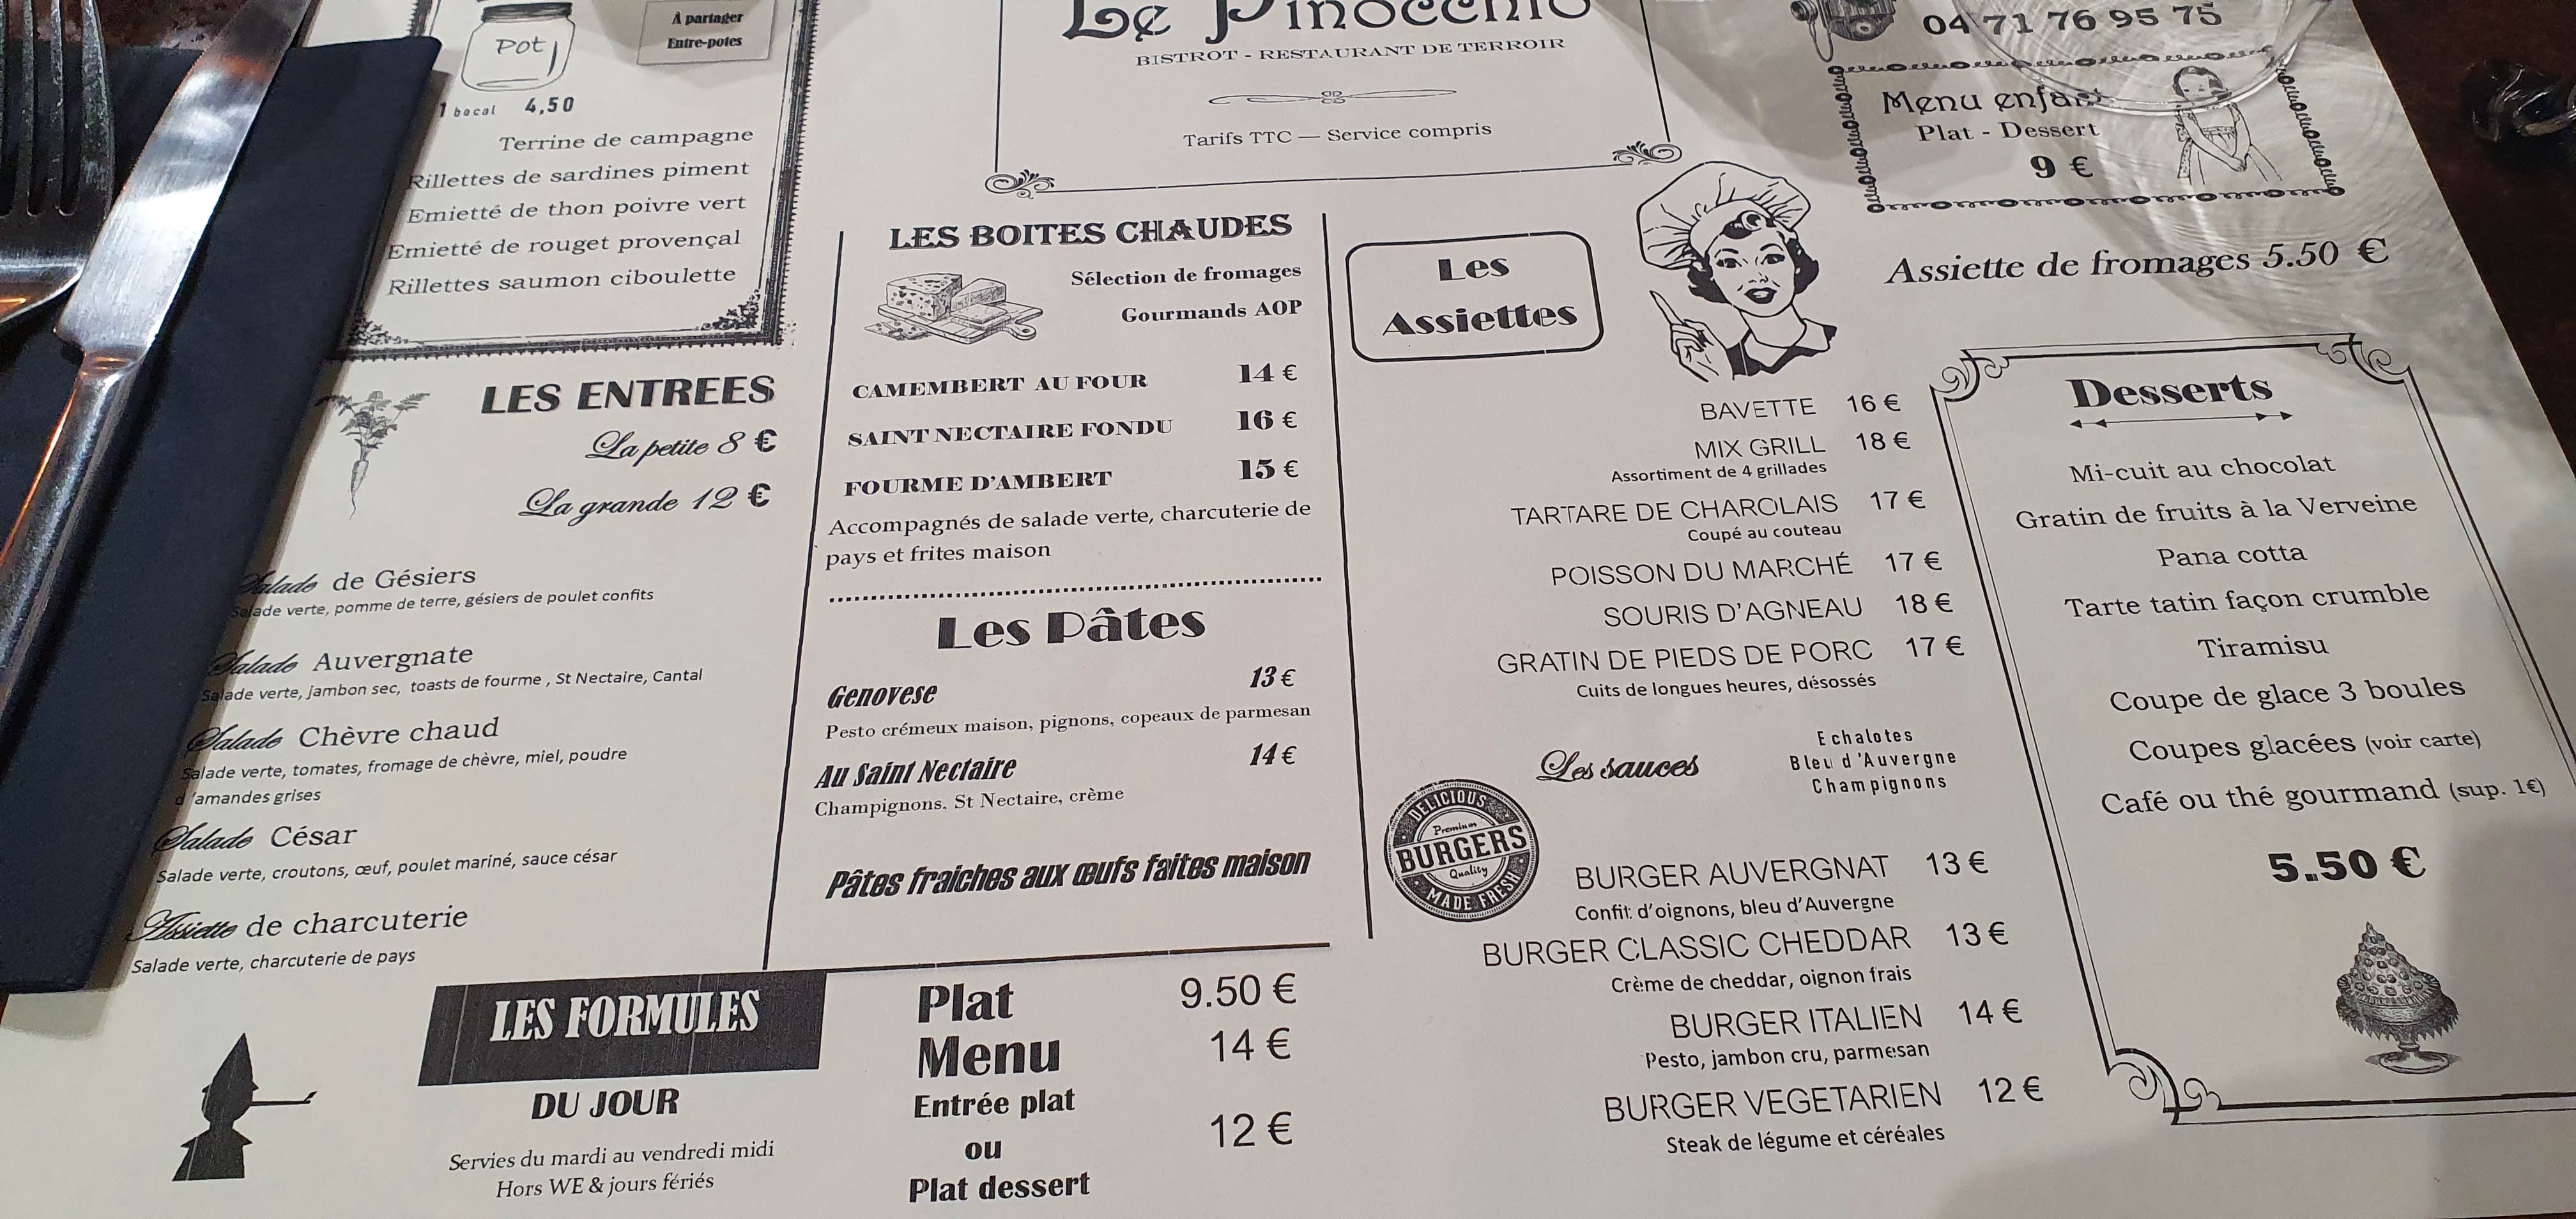 Pot
À partager
Entre-potes
1 bocal 4,50
Terrine de campagne
Rillettes de sardines piment
Emietté de thon poivre vert
Emietté de rouget provençal
Rillettes saumon ciboulette
LES ENTREES
La petite 8 €
La grande 12 €
Salade de Gésiers
Salade verte, pomme de terre, gésiers de poulet confits
Salade Auvergnate
Salade verte, jambon sec, toasts de fourme , St Nectaire, Cantal
Salade Chèvre chaud
Salade verte, tomates, fromage de chèvre, miel, poudre
d'amandes grises
Salade César
Salade verte, croutons, œuf, poulet mariné, sauce césar
Assiette de charcuterie
Salade verte, charcuterie de pays
Le Pinocchio
BISTROT - RESTAURANT DE TERROIR
Tarifs TTC — Service compris
LES BOITES CHAUDES
Sélection de fromages
Gourmands AOP
CAMEMBERT AU FOUR 14 €
SAINT NECTAIRE FONDU 16 €
FOURME D'AMBERT 15 €
Accompagnés de salade verte, charcuterie de
pays et frites maison
Les Pâtes
Genovese 13 €
Pesto crémeux maison, pignons, copeaux de parmesan
Au Saint Nectaire 14 €
Champignons. St Nectaire, crème
Pâtes fraiches aux œufs faites maison
LES FORMULES
DU JOUR
Servies du mardi au vendredi midi
Hors WE & jours fériés
Plat 9.50 €
Menu 14 €
Entrée plat
ou 12 €
Plat dessert
Les
Assiettes
BAVETTE 16 €
MIX GRILL 18 €
Assortiment de 4 grillades
TARTARE DE CHAROLAIS 17 €
Coupé au couteau
POISSON DU MARCHÉ 17 €
SOURIS D'AGNEAU 18 €
GRATIN DE PIEDS DE PORC 17 €
Cuits de longues heures, désossés
Les sauces
Echalotes
Bleu d'Auvergne
Champignons
DELICIOUS
Premium
BURGERS
Quality
MADE FRESH
BURGER AUVERGNAT 13 €
Confit d'oignons, bleu d'Auvergne
BURGER CLASSIC CHEDDAR 13 €
Crème de cheddar, oignon frais
BURGER ITALIEN 14 €
Pesto, jambon cru, parmesan
BURGER VEGETARIEN 12 €
Steak de légume et céréales
04 71 76 95 75
Menu enfant
Plat - Dessert
9 €
Assiette de fromages 5.50 €
Desserts
Mi-cuit au chocolat
Gratin de fruits à la Verveine
Pana cotta
Tarte tatin façon crumble
Tiramisu
Coupe de glace 3 boules
Coupes glacées (voir carte)
Café ou thé gourmand (sup. 1€)
5.50 €